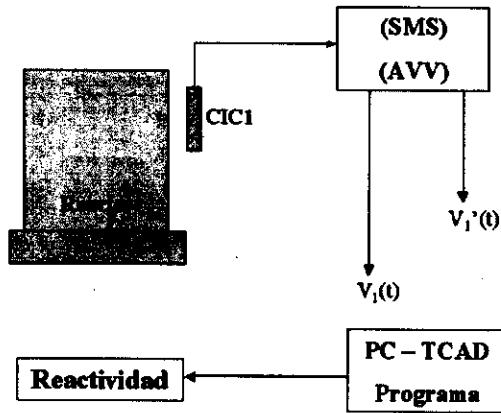 (SMS)
(AVV)
CIC1
V₁'(t)
V₁(t)
PC – TCAD
Programa
Reactividad